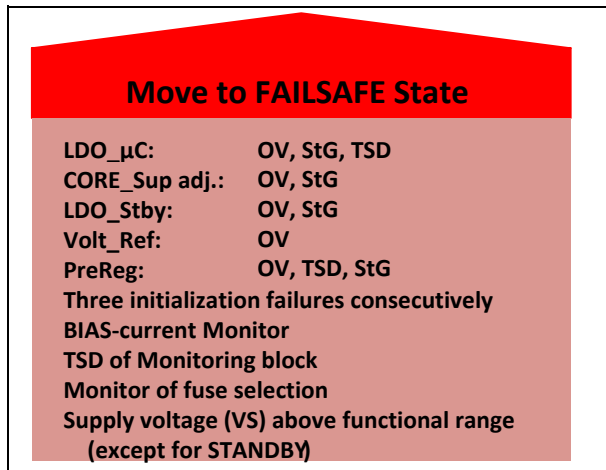 Move to FAILSAFE State
LDO_µC: OV, StG, TSD
CORE_Sup adj.: OV, StG
LDO_Stby: OV, StG
Volt_Ref: OV
PreReg: OV, TSD, StG
Three initialization failures consecutively
BIAS-current Monitor
TSD of Monitoring block
Monitor of fuse selection
Supply voltage (VS) above functional range
(except for STANDBY)